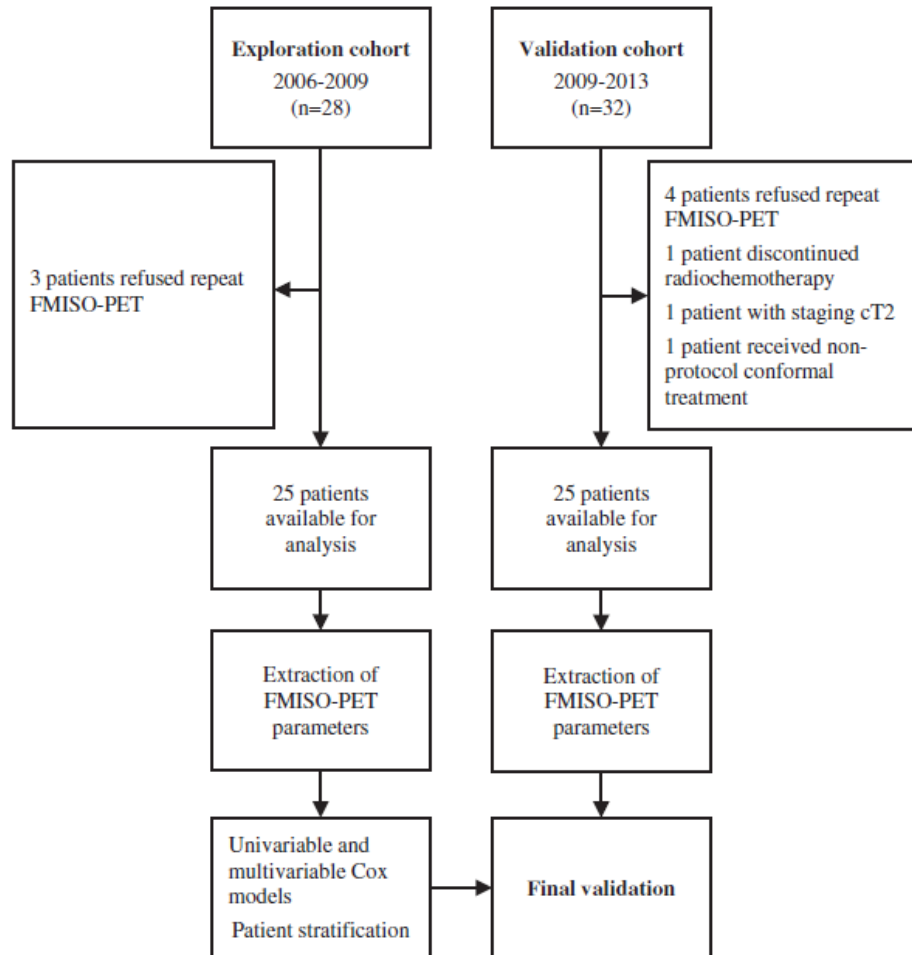 Exploration cohort
2006-2009
(n=28)
Validation cohort
2009-2013
(n=32)
3 patients refused repeat
FMISO-PET
4 patients refused repeat
FMISO-PET
1 patient discontinued
radiochemotherapy
1 patient with staging cT2
1 patient received non-
protocol conformal
treatment
25 patients
available for
analysis
25 patients
available for
analysis
Extraction of
FMISO-PET
parameters
Extraction of
FMISO-PET
parameters
Univariable and
multivariable Cox
models
Patient stratification
Final validation